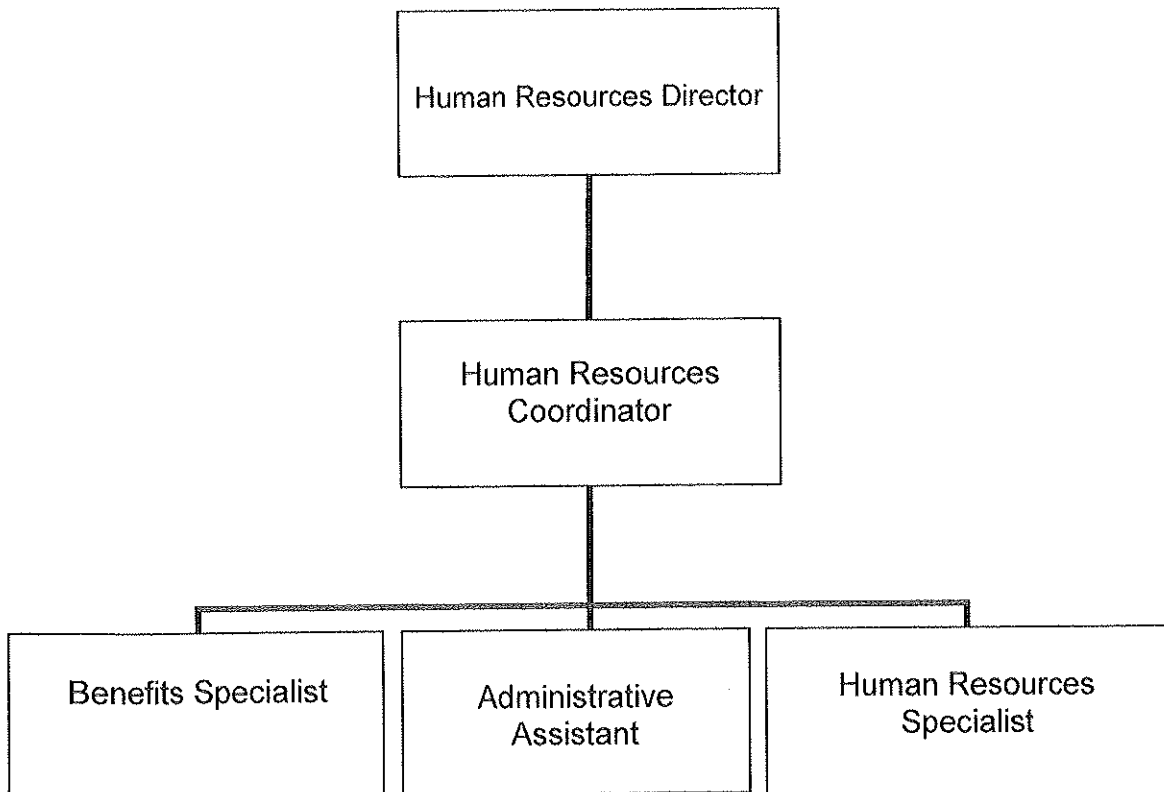 Human Resources Director
Human Resources
Coordinator
Benefits Specialist
Administrative
Assistant
Human Resources
Specialist